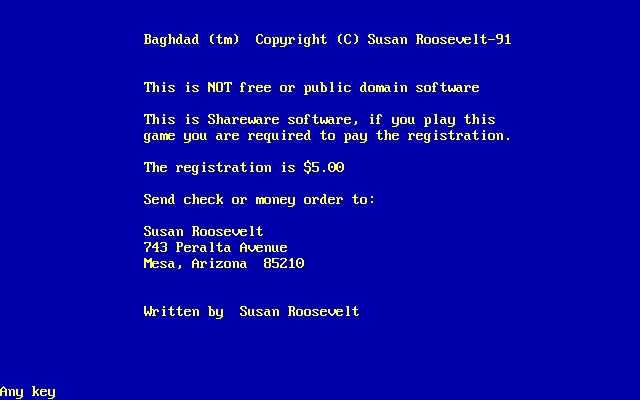 Baghdad (tm)  Copyright (C) Susan Roosevelt-91
This is NOT free or public domain software
This is Shareware software, if you play this
game you are required to pay the registration.
The registration is $5.00
Send check or money order to:
Susan Roosevelt
743 Peralta Avenue
Mesa, Arizona  85210
Written by  Susan Roosevelt
Any key